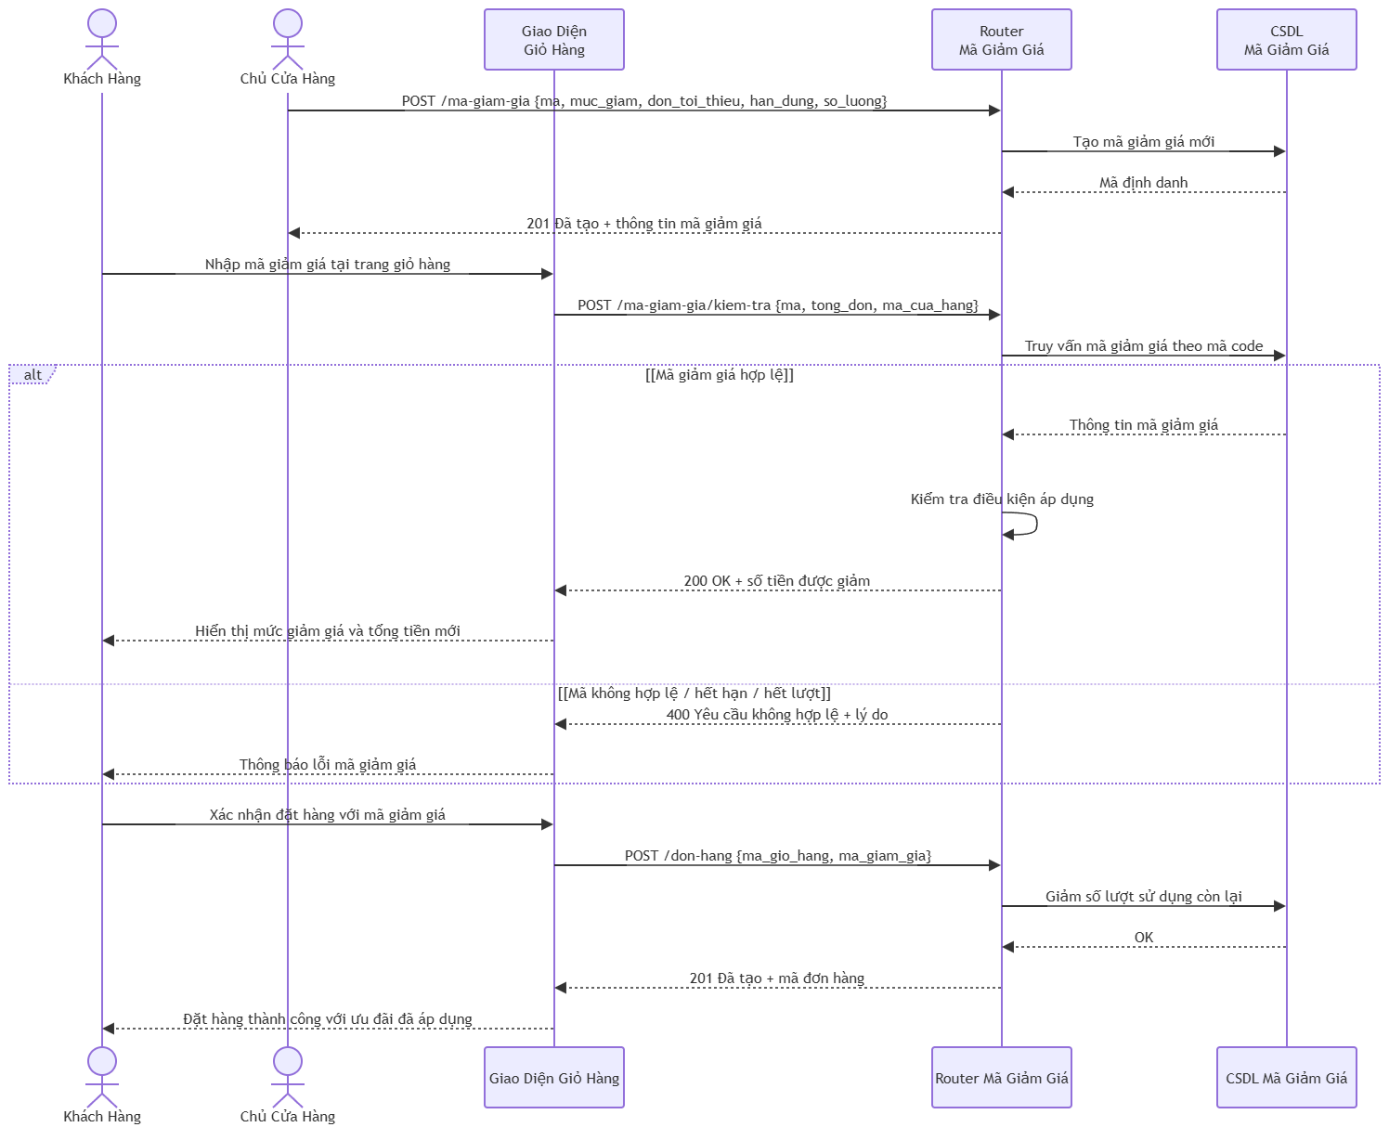 Khách Hàng
Chủ Cửa Hàng
Giao Diện
Giỏ Hàng
Router
Mã Giảm Giá
CSDL
Mã Giảm Giá
POST /ma-giam-gia {ma, muc_giam, don_toi_thieu, han_dung, so_luong}
Tạo mã giảm giá mới
Mã định danh
201 Đã tạo + thông tin mã giảm giá
Nhập mã giảm giá tại trang giỏ hàng
POST /ma-giam-gia/kiem-tra {ma, tong_don, ma_cua_hang}
Truy vấn mã giảm giá theo mã code
alt
[[Mã giảm giá hợp lệ]]
Thông tin mã giảm giá
Kiểm tra điều kiện áp dụng
200 OK + số tiền được giảm
Hiển thị mức giảm giá và tổng tiền mới
[[Mã không hợp lệ / hết hạn / hết lượt]]
400 Yêu cầu không hợp lệ + lý do
Thông báo lỗi mã giảm giá
Xác nhận đặt hàng với mã giảm giá
POST /don-hang {ma_gio_hang, ma_giam_gia}
Giảm số lượt sử dụng còn lại
OK
201 Đã tạo + mã đơn hàng
Đặt hàng thành công với ưu đãi đã áp dụng
Khách Hàng
Chủ Cửa Hàng
Giao Diện Giỏ Hàng
Router Mã Giảm Giá
CSDL Mã Giảm Giá